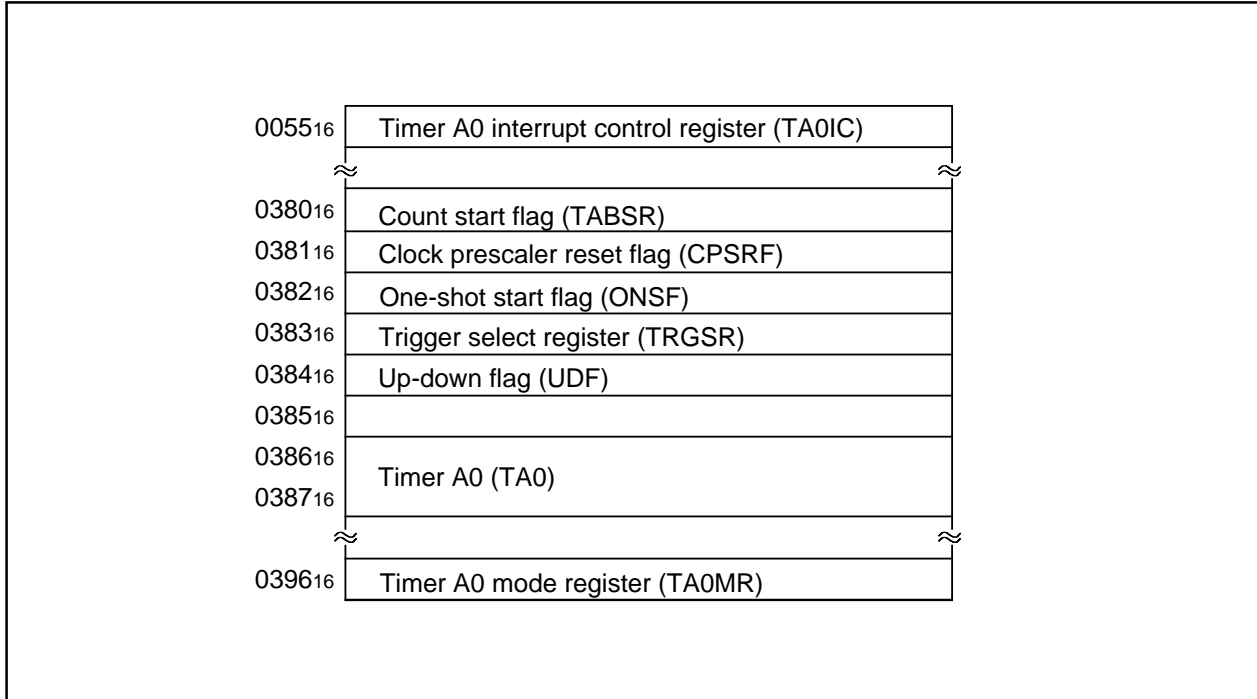 0055₁₆ Timer A0 interrupt control register (TA0IC)
0380₁₆ Count start flag (TABSR)
0381₁₆ Clock prescaler reset flag (CPSRF)
0382₁₆ One-shot start flag (ONSF)
0383₁₆ Trigger select register (TRGSR)
0384₁₆ Up-down flag (UDF)
0385₁₆
0386₁₆
Timer A0 (TA0)
0387₁₆
0396₁₆ Timer A0 mode register (TA0MR)